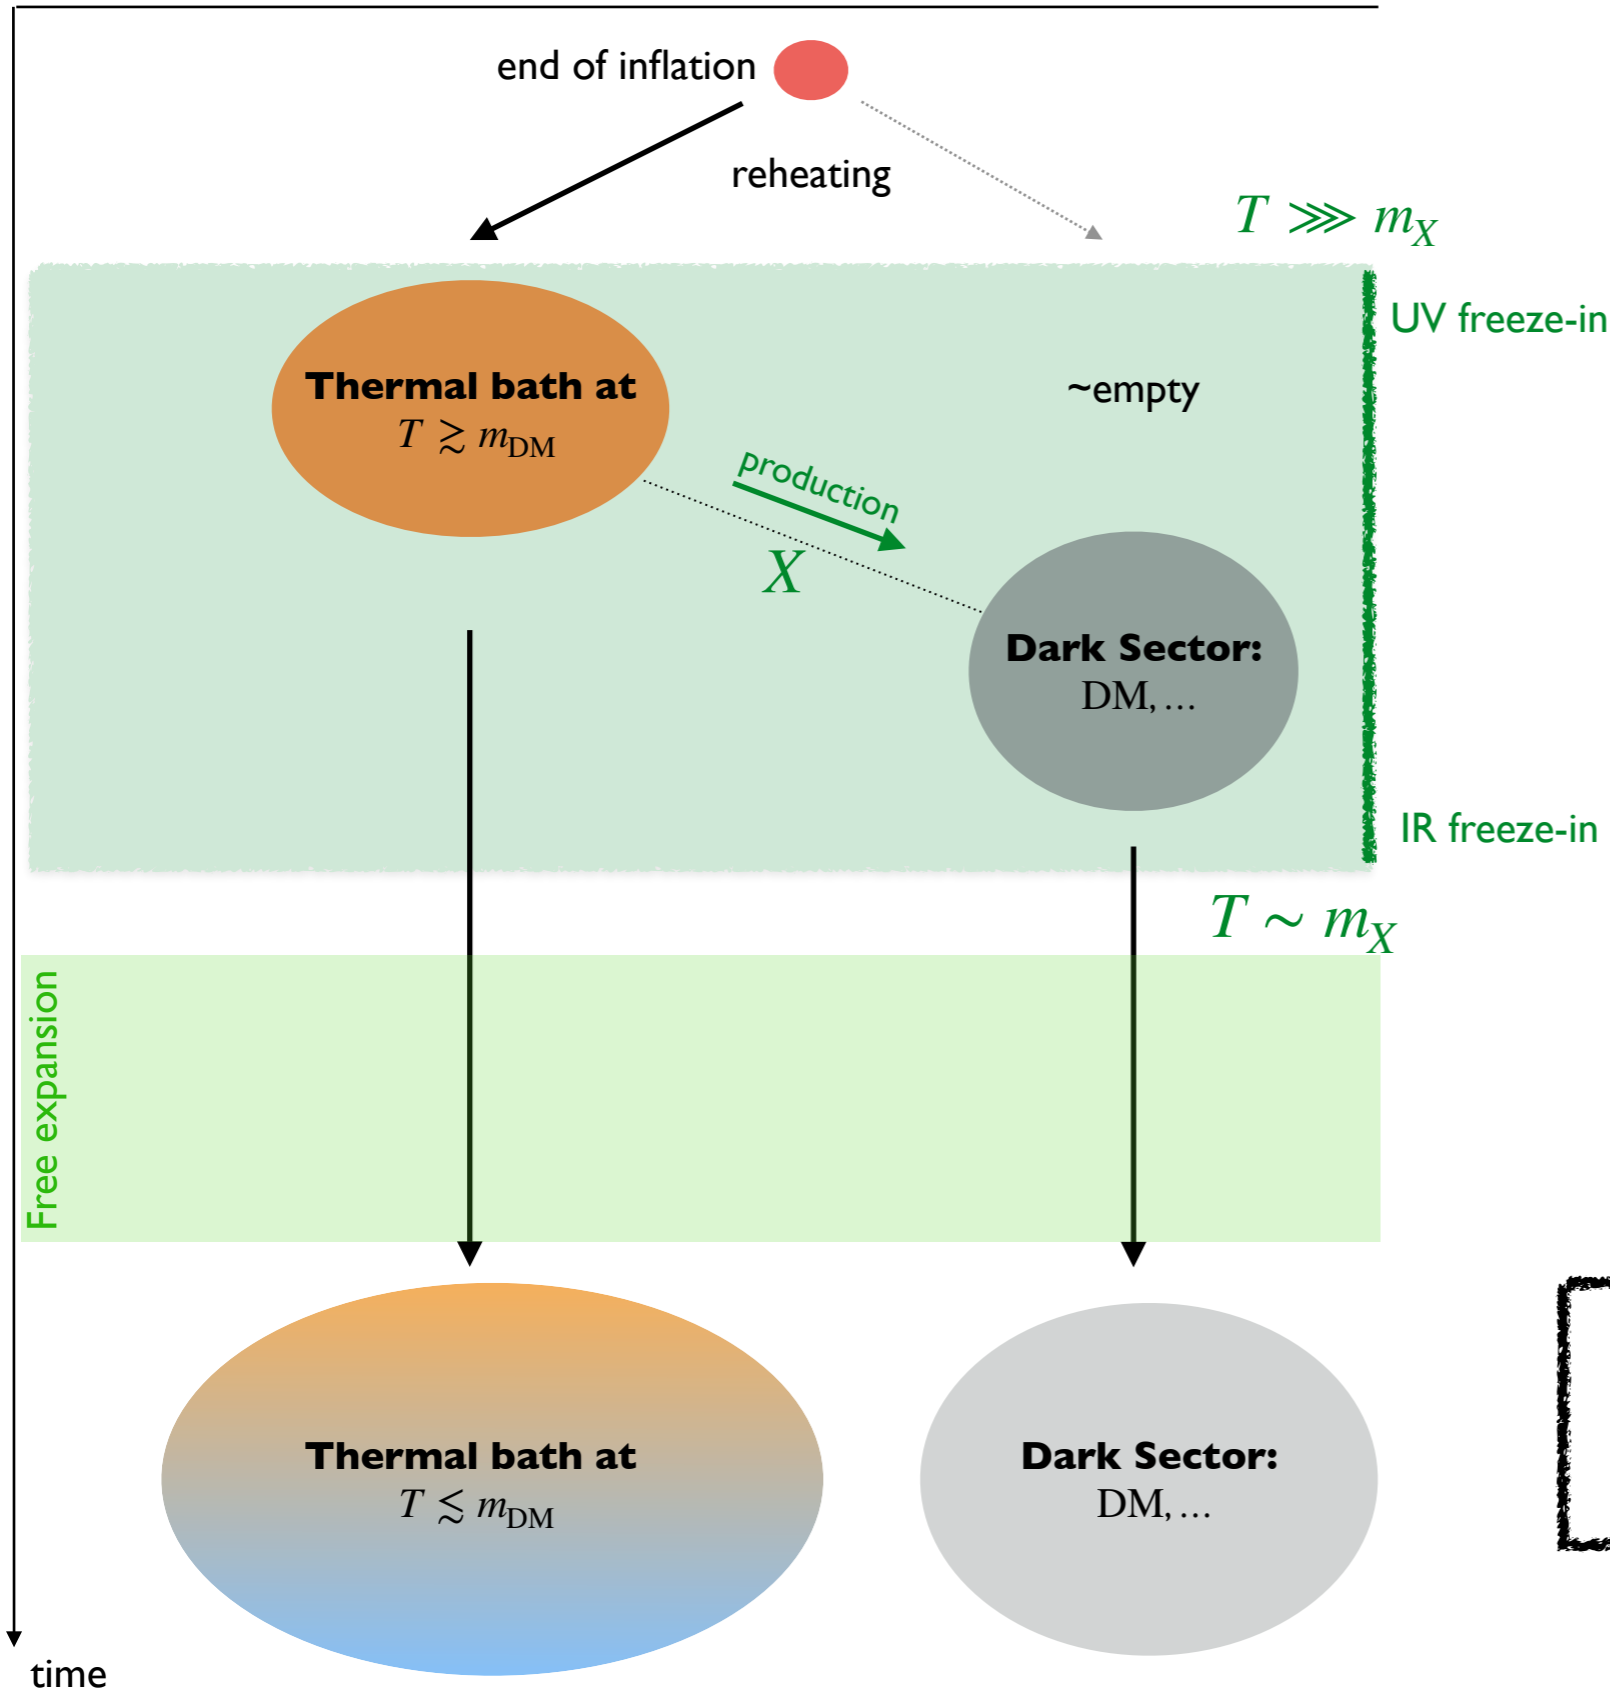 end of inflation
reheating
T ⋙ m_X
UV freeze-in
Thermal bath at
T ≳ m_DM
~empty
production
X
Dark Sector:
DM, ...
IR freeze-in
T ∼ m_X
Free expansion
Thermal bath at
T ≲ m_DM
Dark Sector:
DM, ...
time